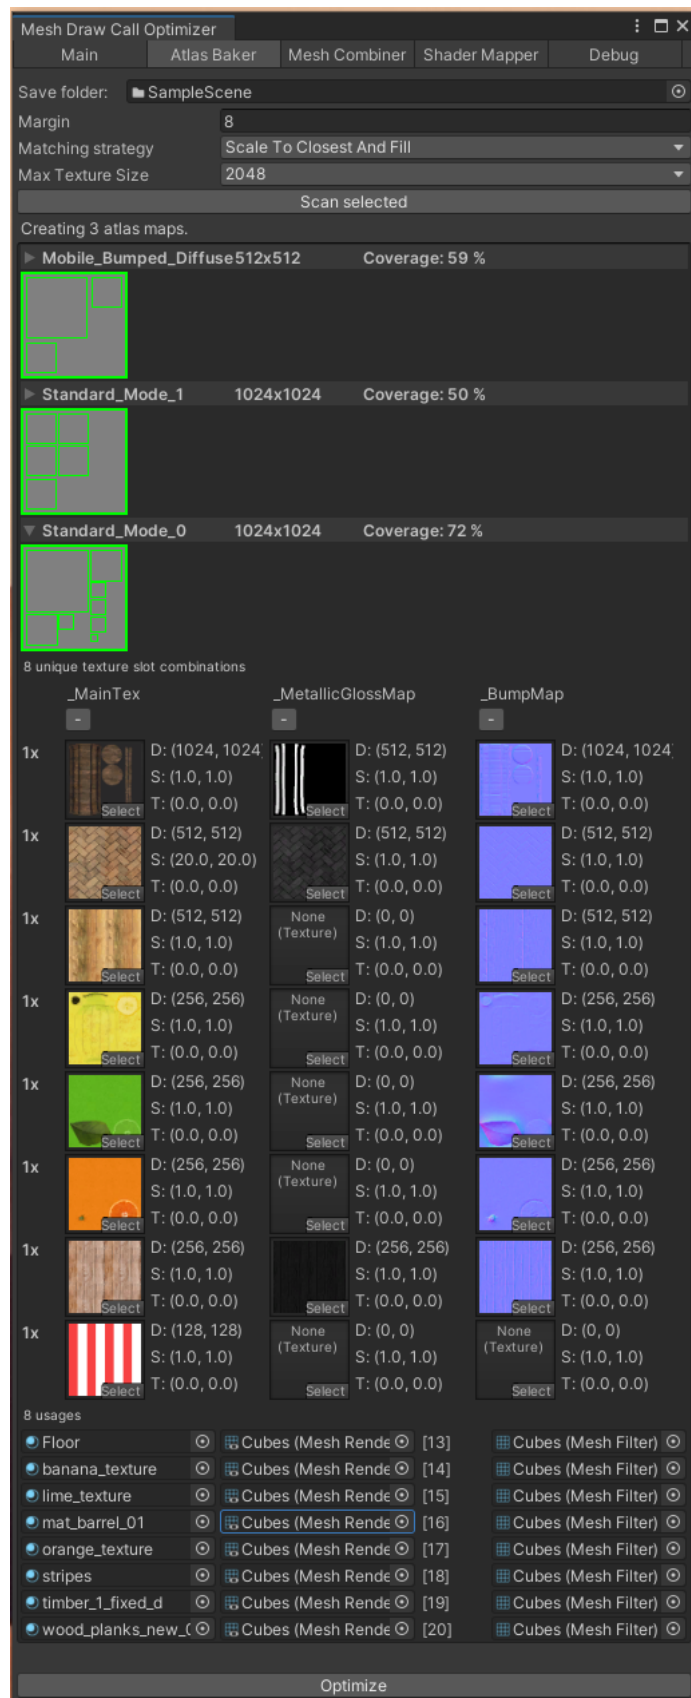 Mesh Draw Call Optimizer
Main Atlas Baker Mesh Combiner Shader Mapper Debug
Save folder: SampleScene
Margin 8
Matching strategy Scale To Closest And Fill
Max Texture Size 2048
Scan selected
Creating 3 atlas maps.
Mobile_Bumped_Diffuse 512x512 Coverage: 59 %
Standard_Mode_1 1024x1024 Coverage: 50 %
Standard_Mode_0 1024x1024 Coverage: 72 %
8 unique texture slot combinations
_MainTex _MetallicGlossMap _BumpMap
- - -
1x D: (1024, 1024 D: (512, 512) D: (1024, 1024
S: (1.0, 1.0) S: (1.0, 1.0) S: (1.0, 1.0)
Select T: (0.0, 0.0) Select T: (0.0, 0.0) Select T: (0.0, 0.0)
1x D: (512, 512) D: (512, 512) D: (512, 512)
S: (20.0, 20.0) S: (1.0, 1.0) S: (1.0, 1.0)
Select T: (0.0, 0.0) Select T: (0.0, 0.0) Select T: (0.0, 0.0)
1x D: (512, 512) None D: (0, 0) D: (512, 512)
S: (1.0, 1.0) (Texture) S: (1.0, 1.0) S: (1.0, 1.0)
Select T: (0.0, 0.0) Select T: (0.0, 0.0) Select T: (0.0, 0.0)
1x D: (256, 256) None D: (0, 0) D: (256, 256)
S: (1.0, 1.0) (Texture) S: (1.0, 1.0) S: (1.0, 1.0)
Select T: (0.0, 0.0) Select T: (0.0, 0.0) Select T: (0.0, 0.0)
1x D: (256, 256) None D: (0, 0) D: (256, 256)
S: (1.0, 1.0) (Texture) S: (1.0, 1.0) S: (1.0, 1.0)
Select T: (0.0, 0.0) Select T: (0.0, 0.0) Select T: (0.0, 0.0)
1x D: (256, 256) None D: (0, 0) D: (256, 256)
S: (1.0, 1.0) (Texture) S: (1.0, 1.0) S: (1.0, 1.0)
Select T: (0.0, 0.0) Select T: (0.0, 0.0) Select T: (0.0, 0.0)
1x D: (256, 256) D: (256, 256) D: (256, 256)
S: (1.0, 1.0) S: (1.0, 1.0) S: (1.0, 1.0)
Select T: (0.0, 0.0) Select T: (0.0, 0.0) Select T: (0.0, 0.0)
1x D: (128, 128) None D: (0, 0) None D: (0, 0)
S: (1.0, 1.0) (Texture) S: (1.0, 1.0) (Texture) S: (1.0, 1.0)
Select T: (0.0, 0.0) Select T: (0.0, 0.0) Select T: (0.0, 0.0)
8 usages
Floor Cubes (Mesh Rende [13] Cubes (Mesh Filter)
banana_texture Cubes (Mesh Rende [14] Cubes (Mesh Filter)
lime_texture Cubes (Mesh Rende [15] Cubes (Mesh Filter)
mat_barrel_01 Cubes (Mesh Rende [16] Cubes (Mesh Filter)
orange_texture Cubes (Mesh Rende [17] Cubes (Mesh Filter)
stripes Cubes (Mesh Rende [18] Cubes (Mesh Filter)
timber_1_fixed_d Cubes (Mesh Rende [19] Cubes (Mesh Filter)
wood_planks_new_0 Cubes (Mesh Rende [20] Cubes (Mesh Filter)
Optimize